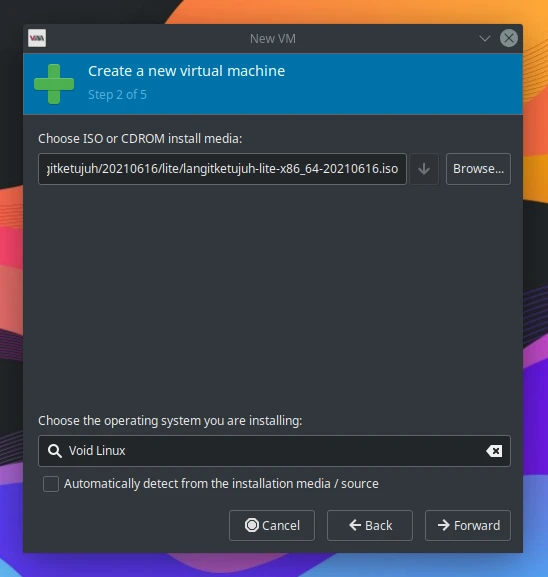 New VM
Create a new virtual machine
Step 2 of 5
Choose ISO or CDROM install media:
gitketujuh/20210616/lite/langitketujuh-lite-x86_64-20210616.iso
Browse...
Choose the operating system you are installing:
Void Linux
Automatically detect from the installation media / source
Cancel
Back
Forward